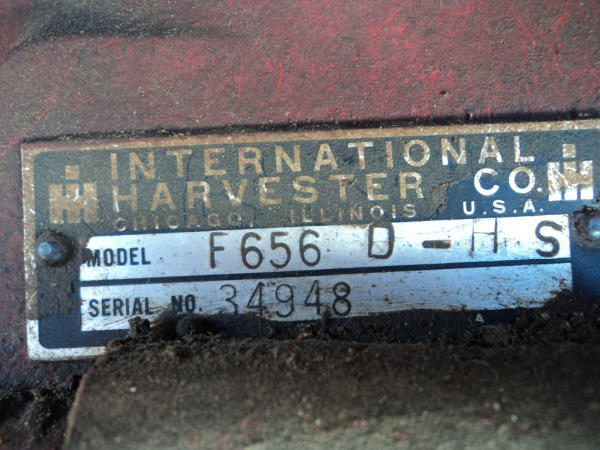 INTERNATIONAL
HARVESTER CO.
CHICAGO, ILLINOIS U.S.A.
MODEL F656 D-HS
SERIAL NO. 34948